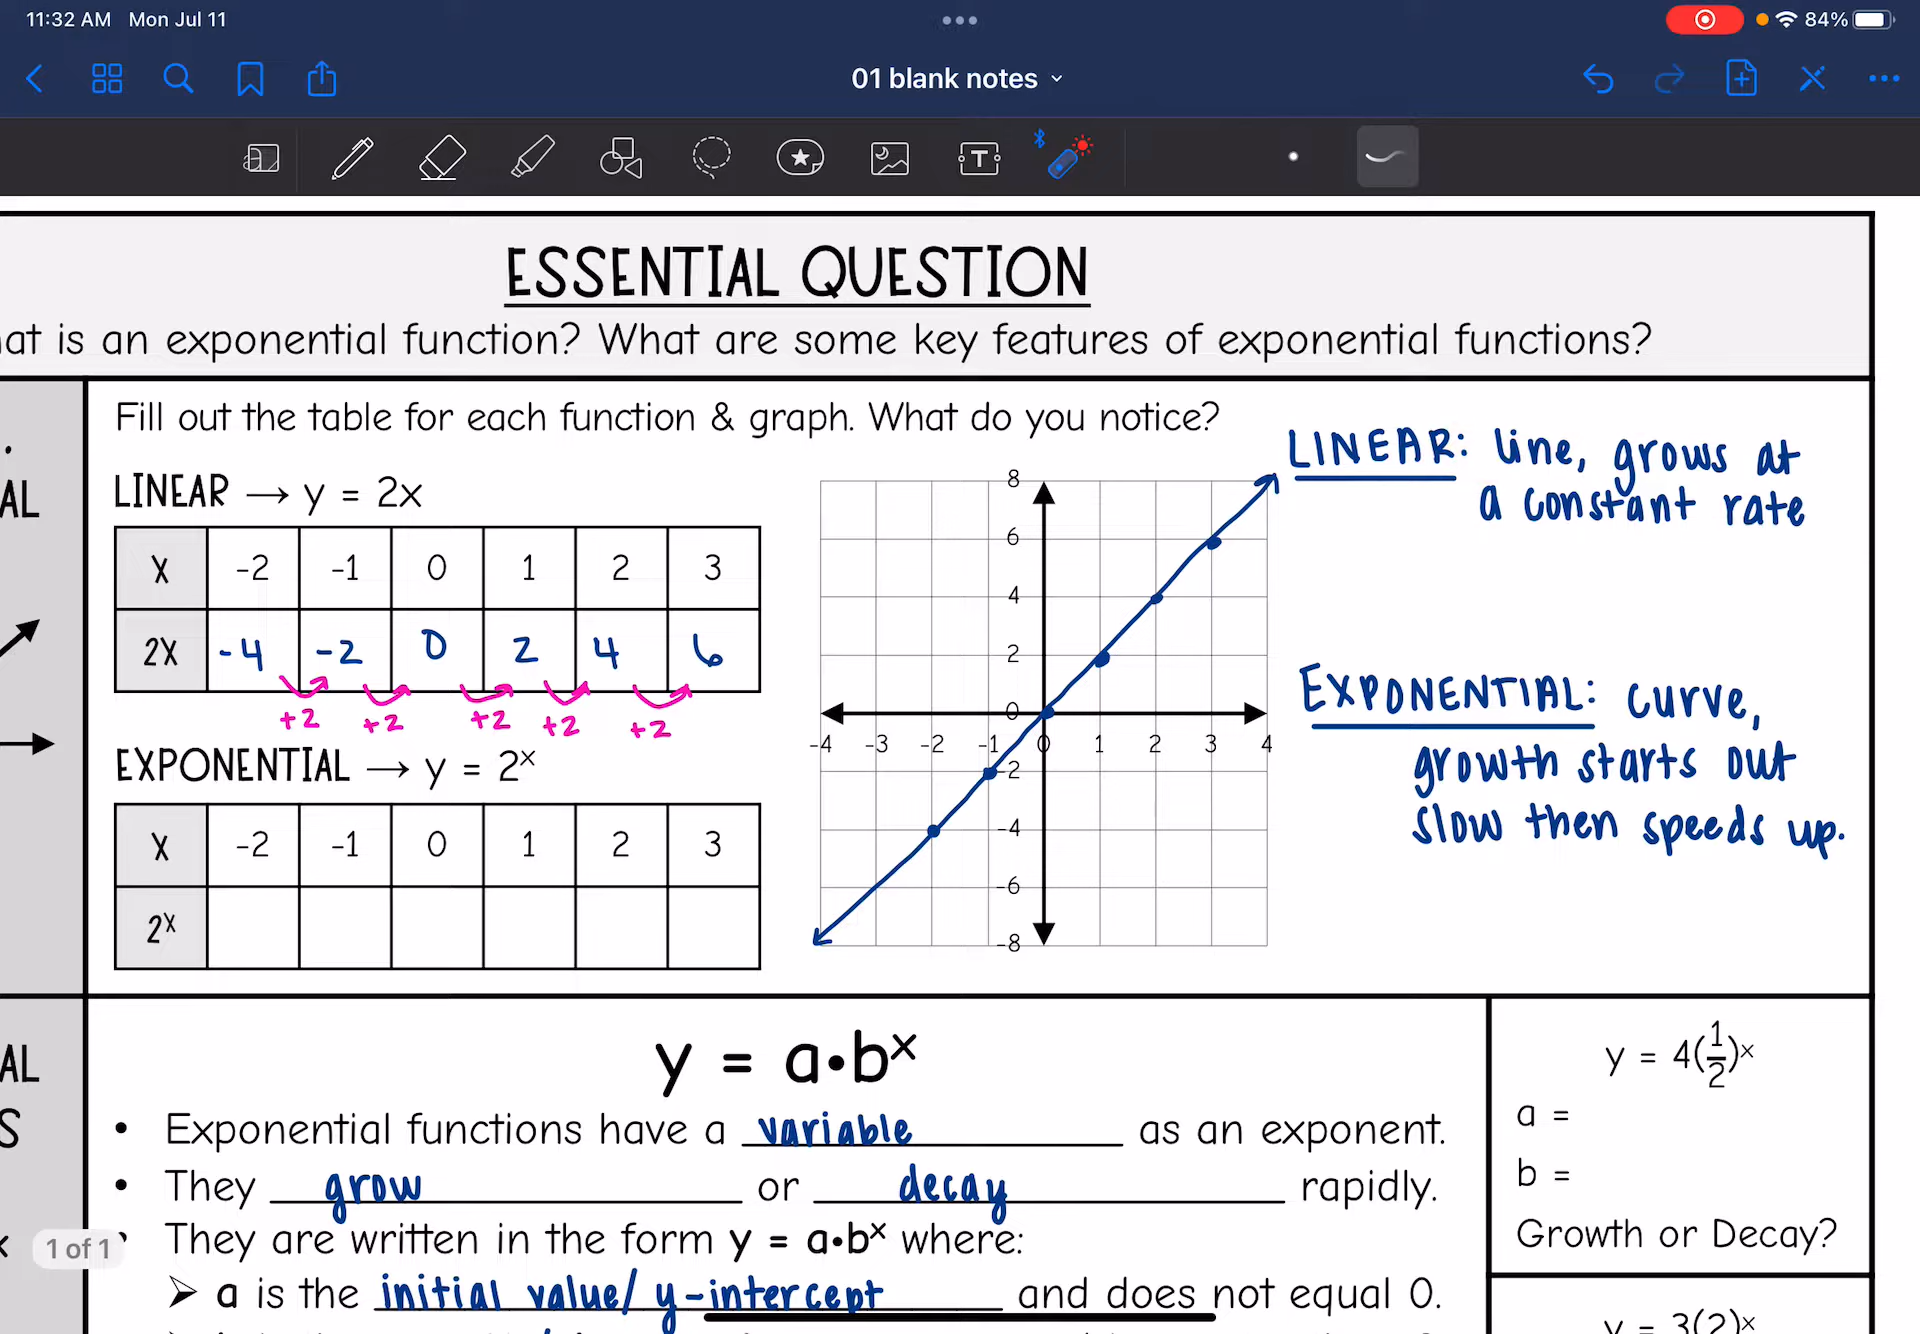 11:32 AM Mon Jul 11
84%
01 blank notes
ESSENTIAL QUESTION
at is an exponential function? What are some key features of exponential functions?
Fill out the table for each function & graph. What do you notice?
LINEAR → y = 2x
X -2 -1 0 1 2 3
2X -4 -2 0 2 4 6
+2 +2 +2 +2 +2
EXPONENTIAL → y = 2ˣ
X -2 -1 0 1 2 3
2ˣ
8
6
4
2
0
-4 -3 -2 -1 0 1 2 3 4
-2
-4
-6
-8
LINEAR: line, grows at
a constant rate
EXPONENTIAL: curve,
growth starts out
slow then speeds up.
AL
AL
S
y = a•bˣ
• Exponential functions have a variable as an exponent.
• They grow or decay rapidly.
They are written in the form y = a•bˣ where:
➢ a is the initial value/ y-intercept and does not equal 0.
1 of 1
y = 4(1/2)ˣ
a =
b =
Growth or Decay?
y = 3(2)ˣ